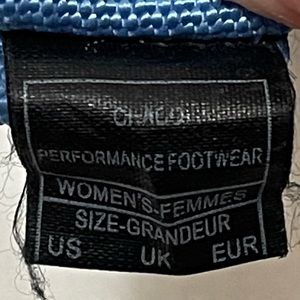 PERFORMANCE FOOTWEAR
WOMEN'S-FEMMES
SIZE-GRANDEUR
US UK EUR